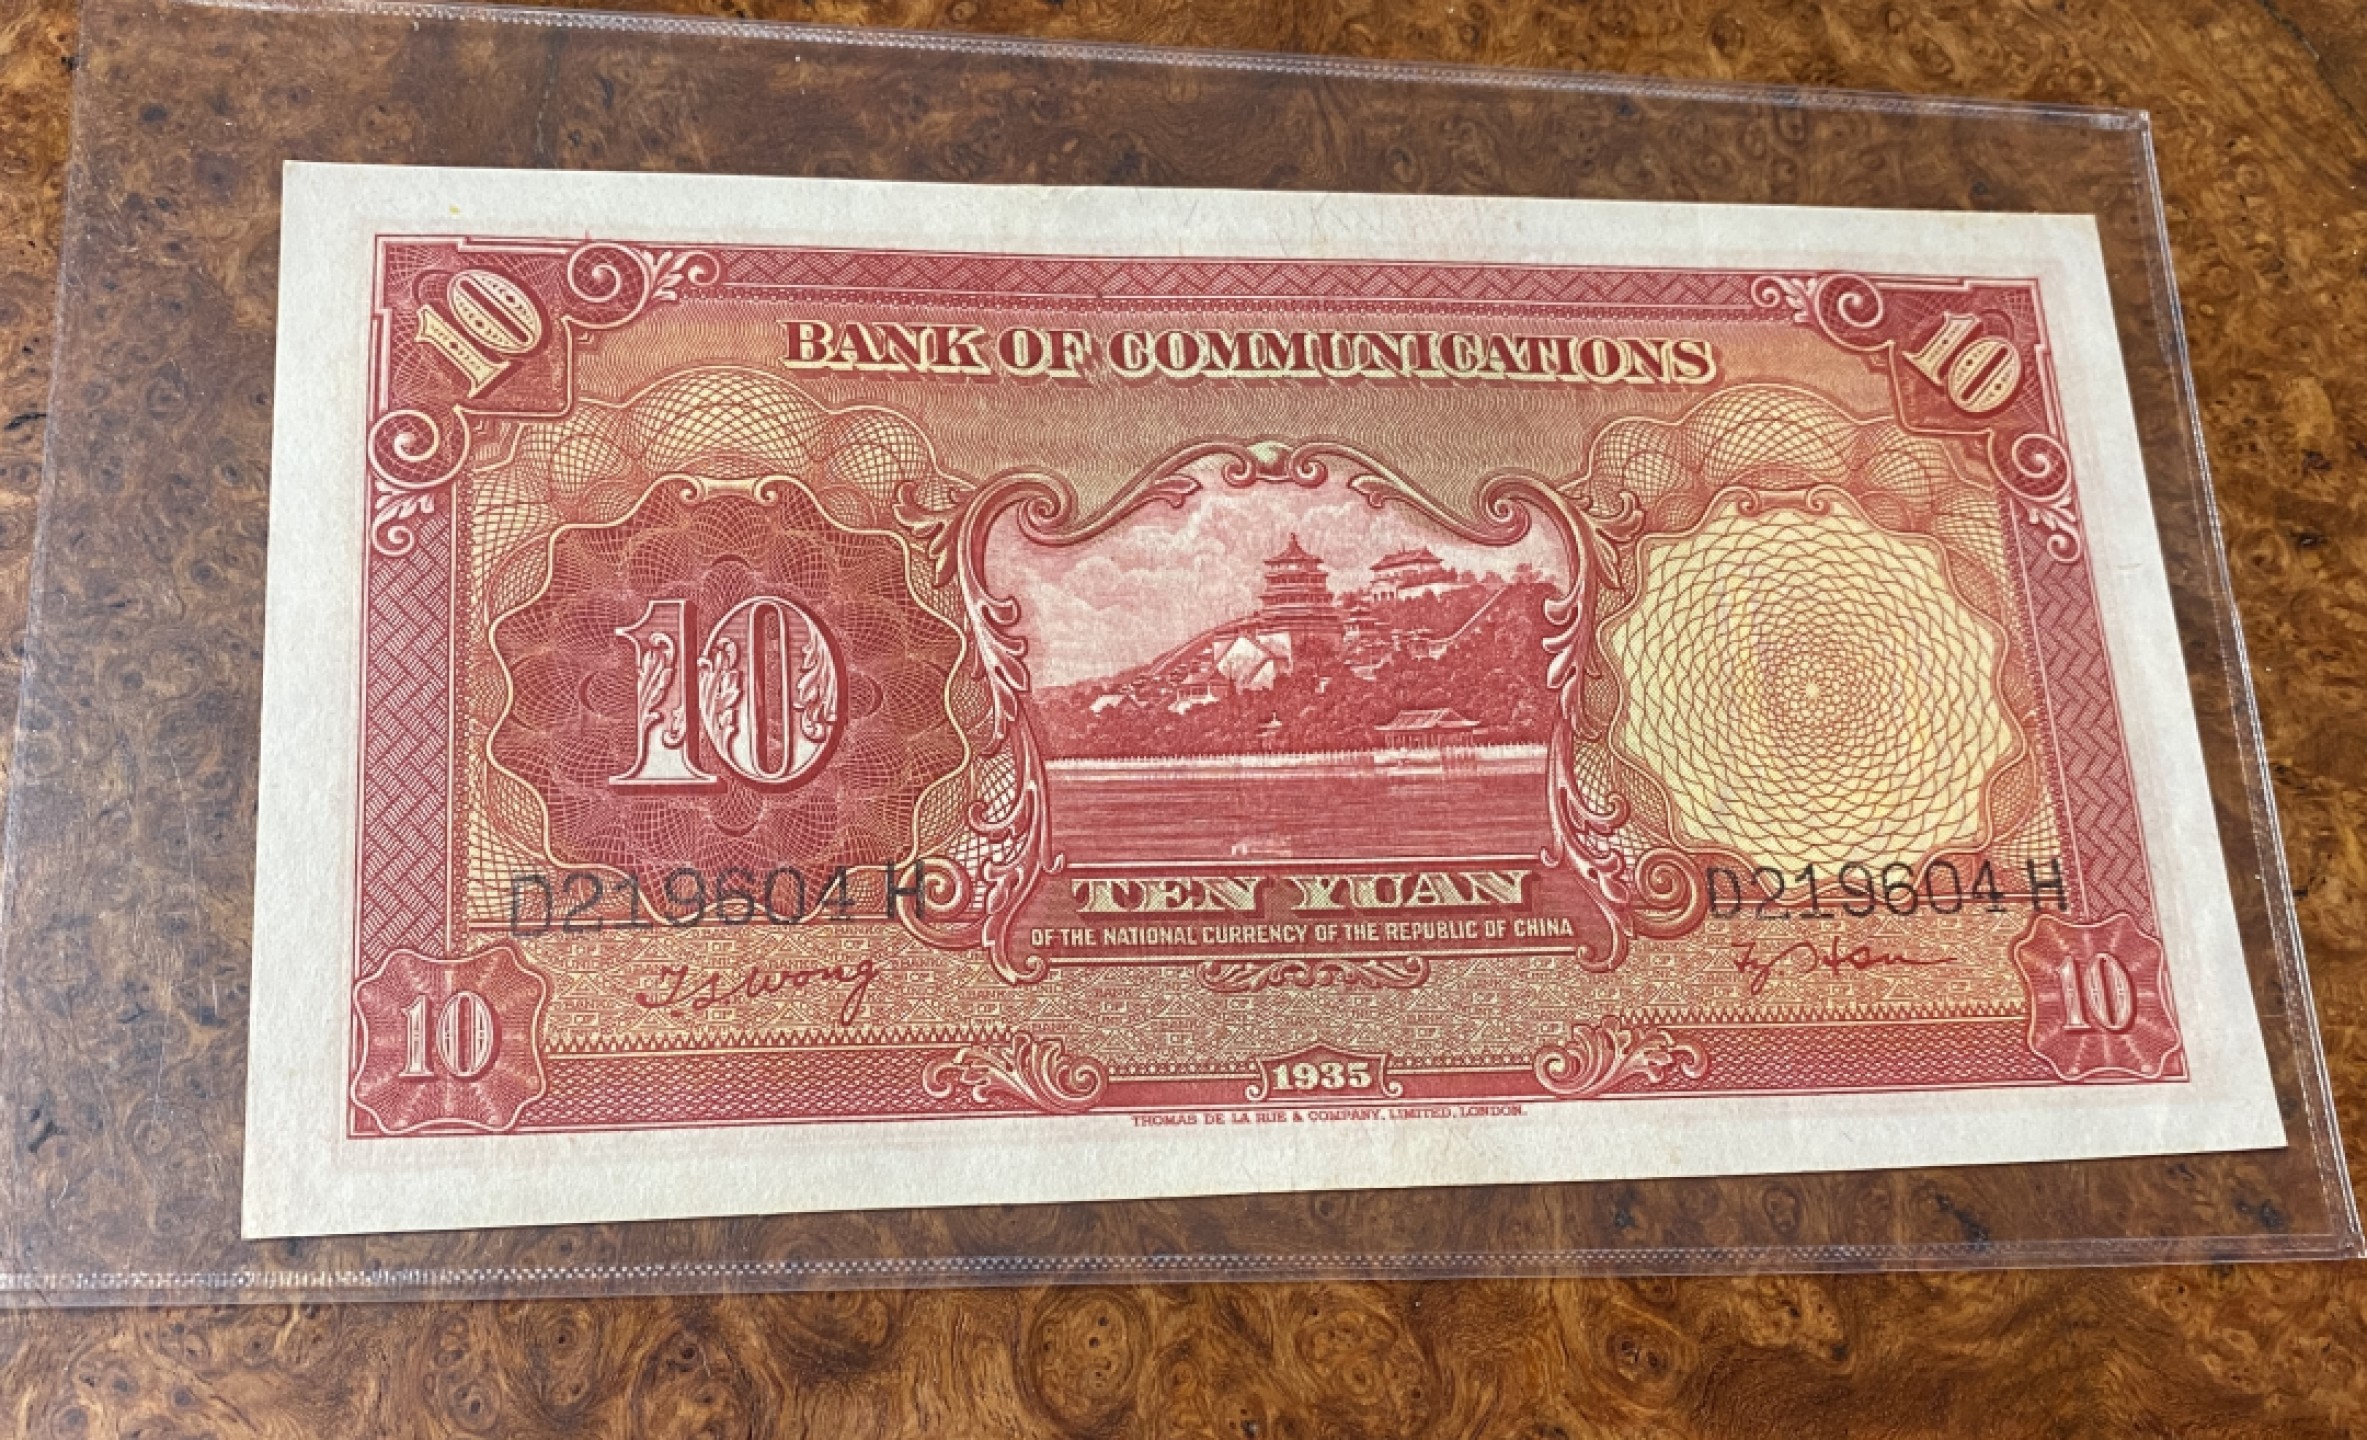 10
10
BANK OF COMMUNICATIONS
10
D219604 H
D219604 H
TEN YUAN
OF THE NATIONAL CURRENCY OF THE REPUBLIC OF CHINA
T.S. Wong
10
10
1935
THOMAS DE LA RUE & COMPANY, LIMITED, LONDON.